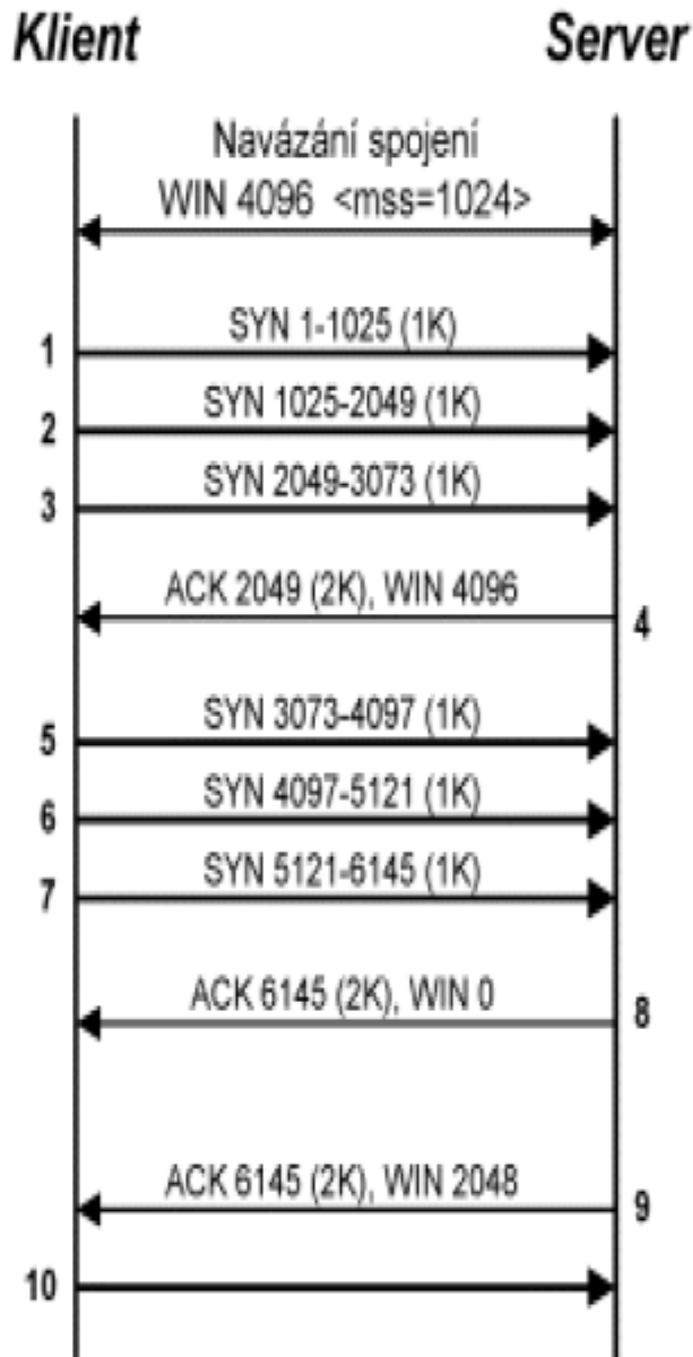 Klient Server
Navázání spojení
WIN 4096 <mss=1024>
SYN 1-1025 (1K)
1
SYN 1025-2049 (1K)
2
SYN 2049-3073 (1K)
3
ACK 2049 (2K), WIN 4096
4
SYN 3073-4097 (1K)
5
SYN 4097-5121 (1K)
6
SYN 5121-6145 (1K)
7
ACK 6145 (2K), WIN 0
8
ACK 6145 (2K), WIN 2048
9
10